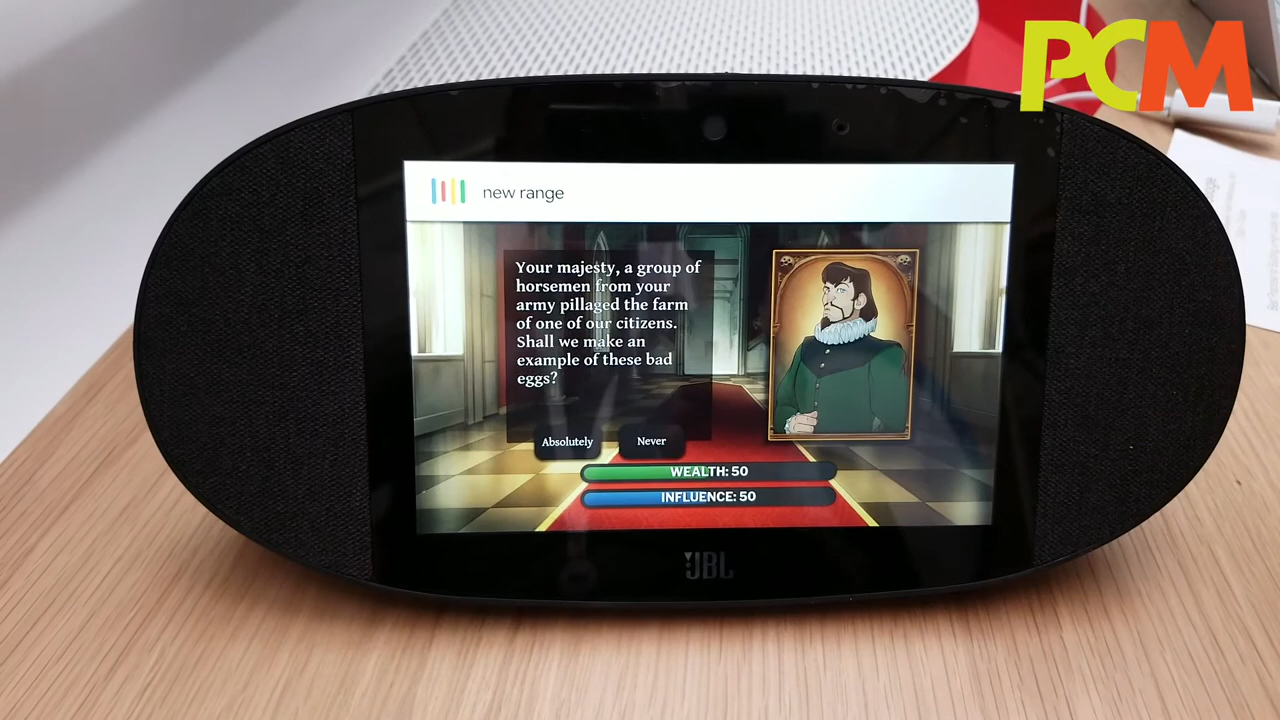 PCM
new range
Your majesty, a group of
horsemen from your
army pillaged the farm
of one of our citizens.
Shall we make an
example of these bad
eggs?
Absolutely
Never
WEALTH: 50
INFLUENCE: 50
JBL